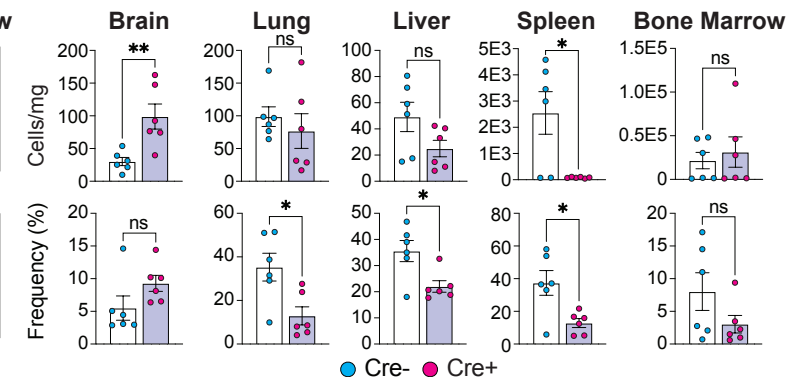 w
Brain
Lung
Liver
Spleen
Bone Marrow
Cells/mg
200
150
100
50
0
**
200
150
100
50
0
ns
100
80
60
40
20
0
ns
5E3
4E3
3E3
2E3
1E3
0
*
1.5E5
1.0E5
0.5E5
0
ns
Frequency (%)
20
15
10
5
0
ns
60
40
20
0
*
50
40
30
20
10
0
*
80
60
40
20
0
*
20
15
10
5
0
ns
Cre- Cre+